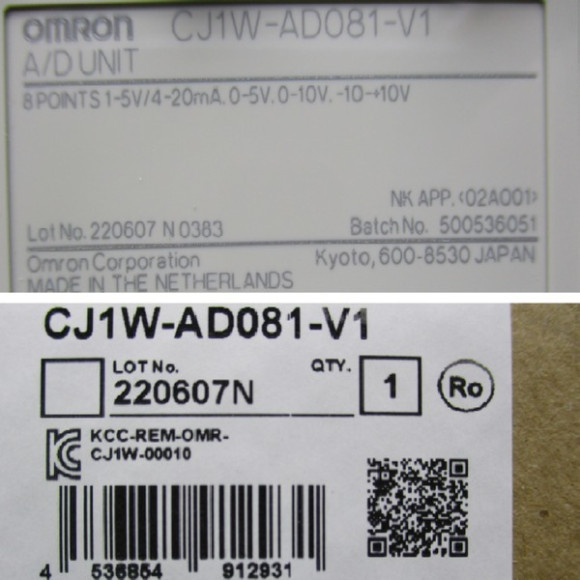 OMRON CJ1W-AD081-V1
A/D UNIT
8 POINTS 1-5V/4-20mA. 0-5V. 0-10V. -10-+10V
NK APP. <02A001>
Lot No. 220607 N 0383 Batch No. 500536051
Omron Corporation Kyoto, 600-8530 JAPAN
MADE IN THE NETHERLANDS
CJ1W-AD081-V1
LOT No. QTY.
220607N 1 Ro
KCC-REM-OMR-
CJ1W-00010
4 536854 912931